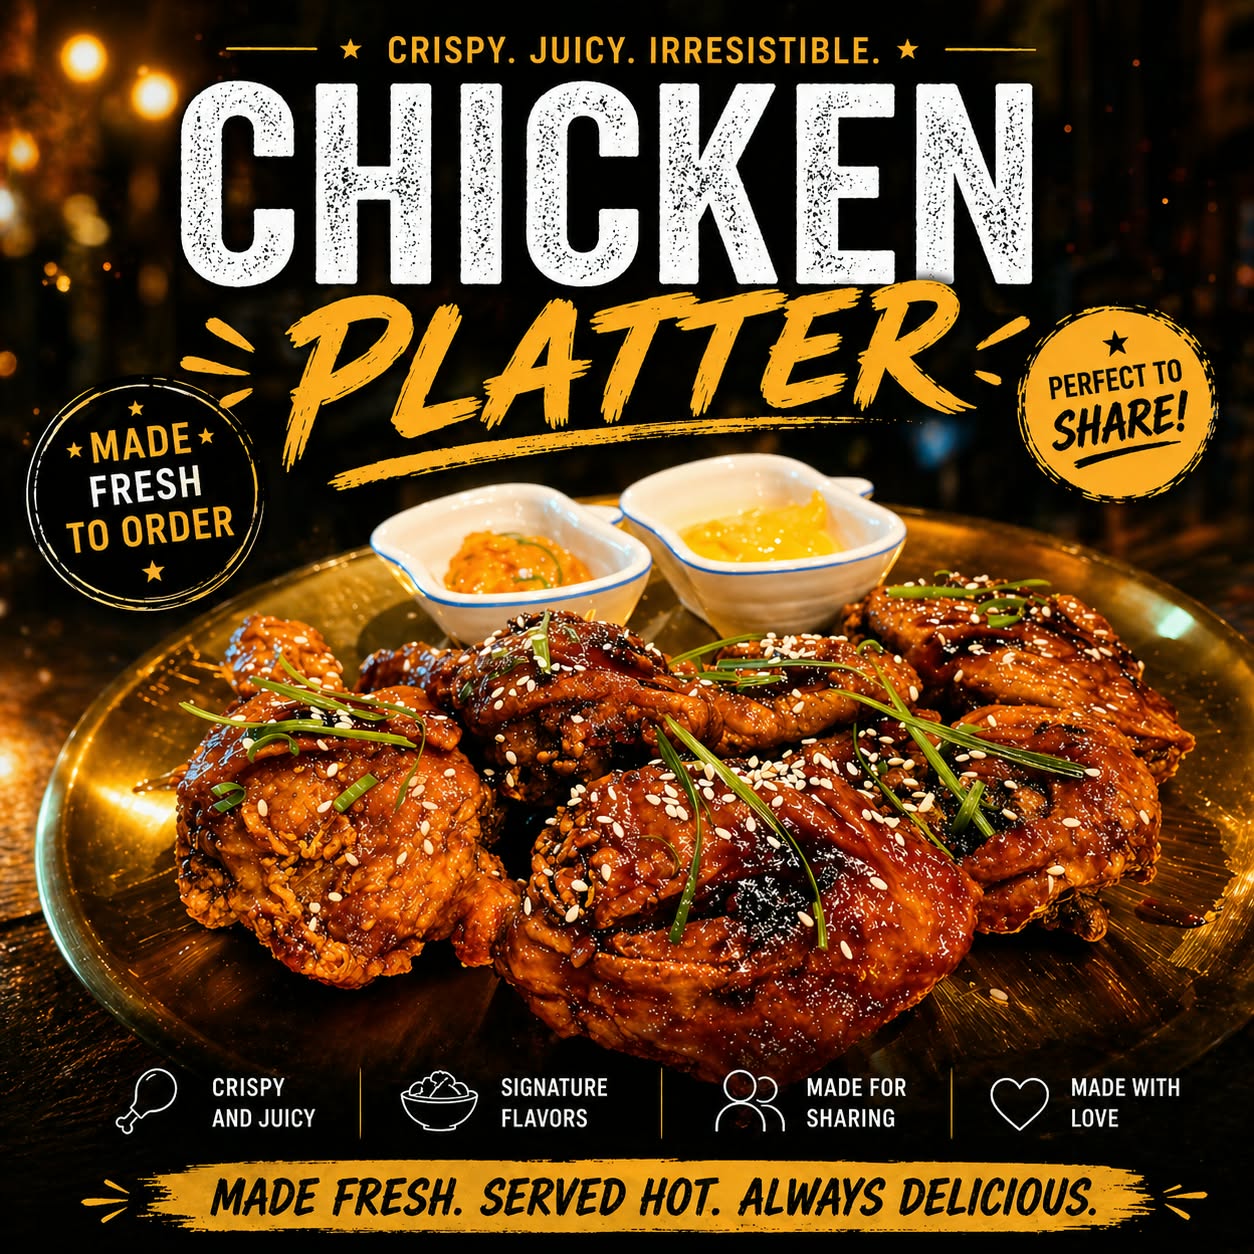 CRISPY. JUICY. IRRESISTIBLE.
CHICKEN
PLATTER
MADE
FRESH
TO ORDER
PERFECT TO
SHARE!
CRISPY
AND JUICY
SIGNATURE
FLAVORS
MADE FOR
SHARING
MADE WITH
LOVE
MADE FRESH. SERVED HOT. ALWAYS DELICIOUS.